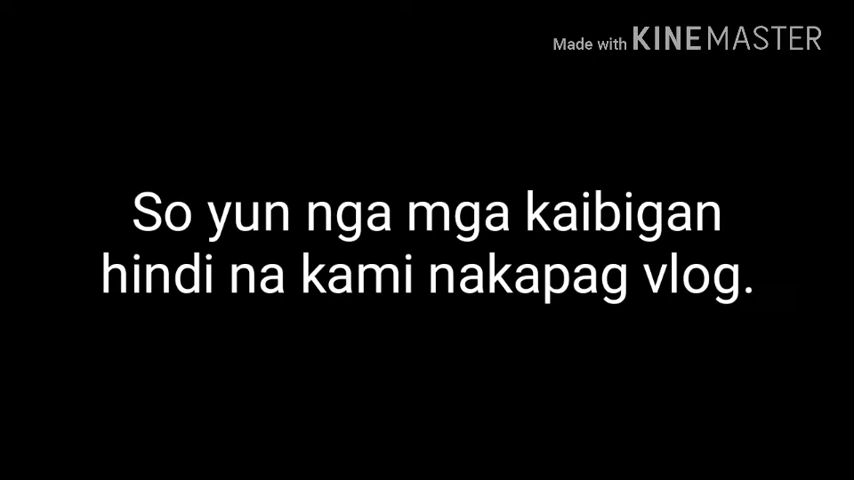 Made with KINEMASTER
So yun nga mga kaibigan
hindi na kami nakapag vlog.